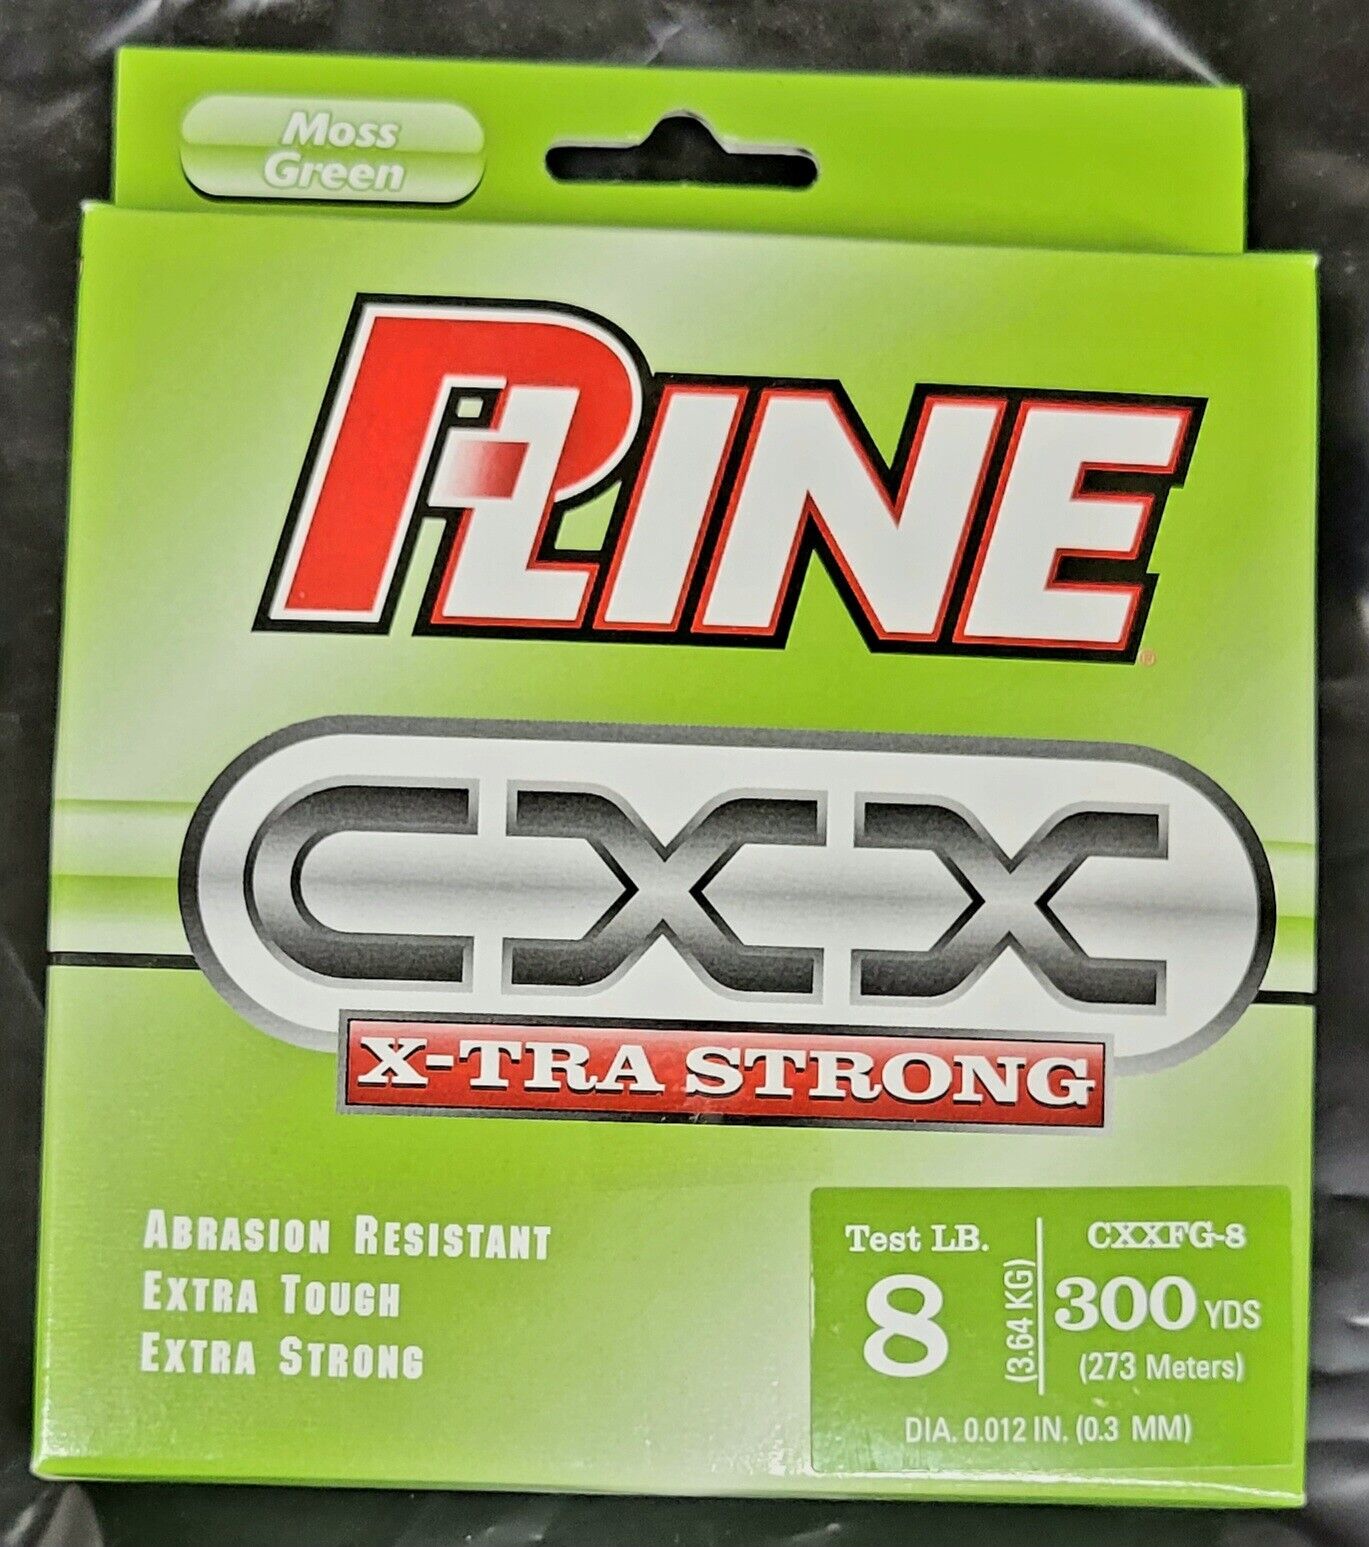 Moss
Green
P-LINE®
CXX
X-TRA STRONG
ABRASION RESISTANT
EXTRA TOUGH
EXTRA STRONG
Test LB.
8
(3.64 KG)
CXXFG-8
300 YDS
(273 Meters)
DIA. 0.012 IN. (0.3 MM)